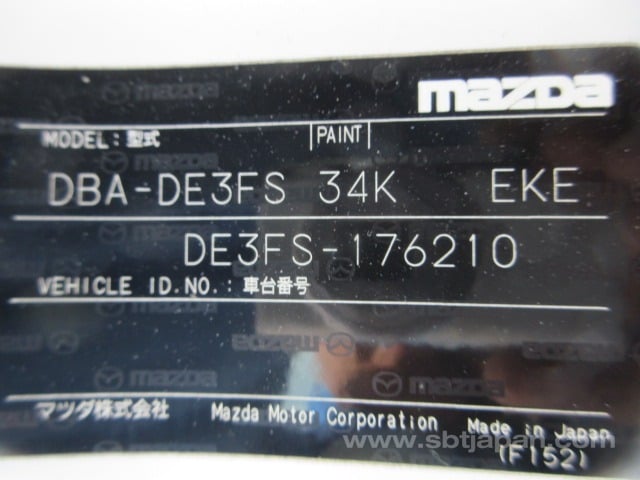 mazda
MODEL: 型式 |PAINT|
DBA-DE3FS 34K EKE
DE3FS-176210
VEHICLE ID.NO.: 車台番号
マツダ株式会社 Mazda Motor Corporation Made in Japan
www.sbtjapan.com
(F152)